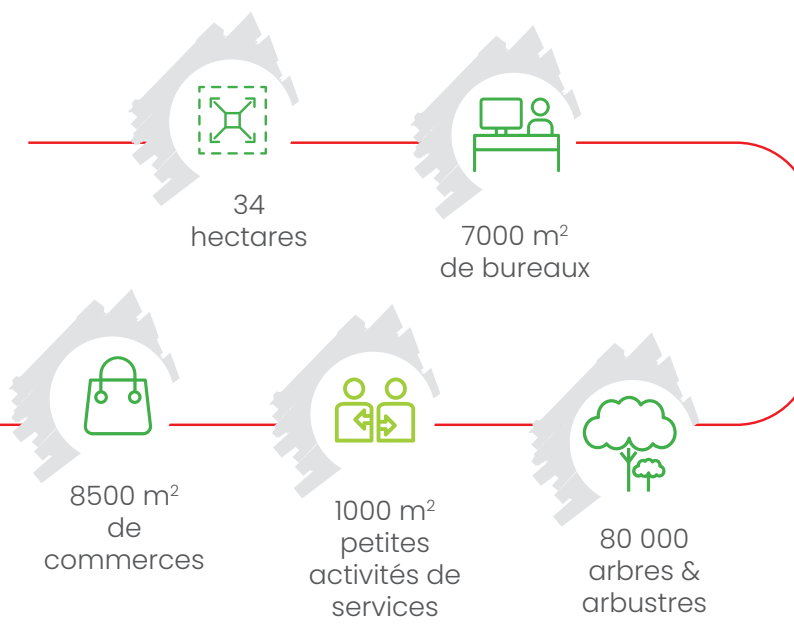 34
hectares
7000 m²
de bureaux
8500 m²
de
commerces
1000 m²
petites
activités de
services
80 000
arbres &
arbustres